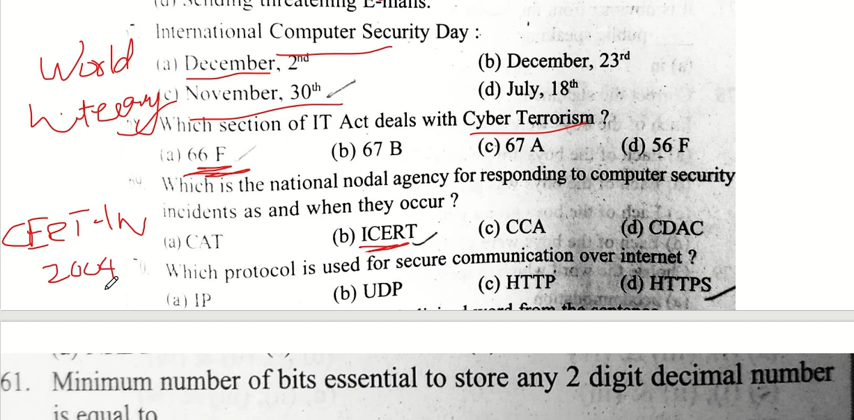 (d) Sending threatening E-mails.
International Computer Security Day :
World
(a) December, 2nd (b) December, 23rd
(c) November, 30th (d) July, 18th
Which section of IT Act deals with Cyber Terrorism ?
(a) 66 F (b) 67 B (c) 67 A (d) 56 F
Which is the national nodal agency for responding to computer security
incidents as and when they occur ?
CERT-IN
2004
(a) CAT (b) ICERT (c) CCA (d) CDAC
Which protocol is used for secure communication over internet ?
(a) IP (b) UDP (c) HTTP (d) HTTPS
61. Minimum number of bits essential to store any 2 digit decimal number
is equal to